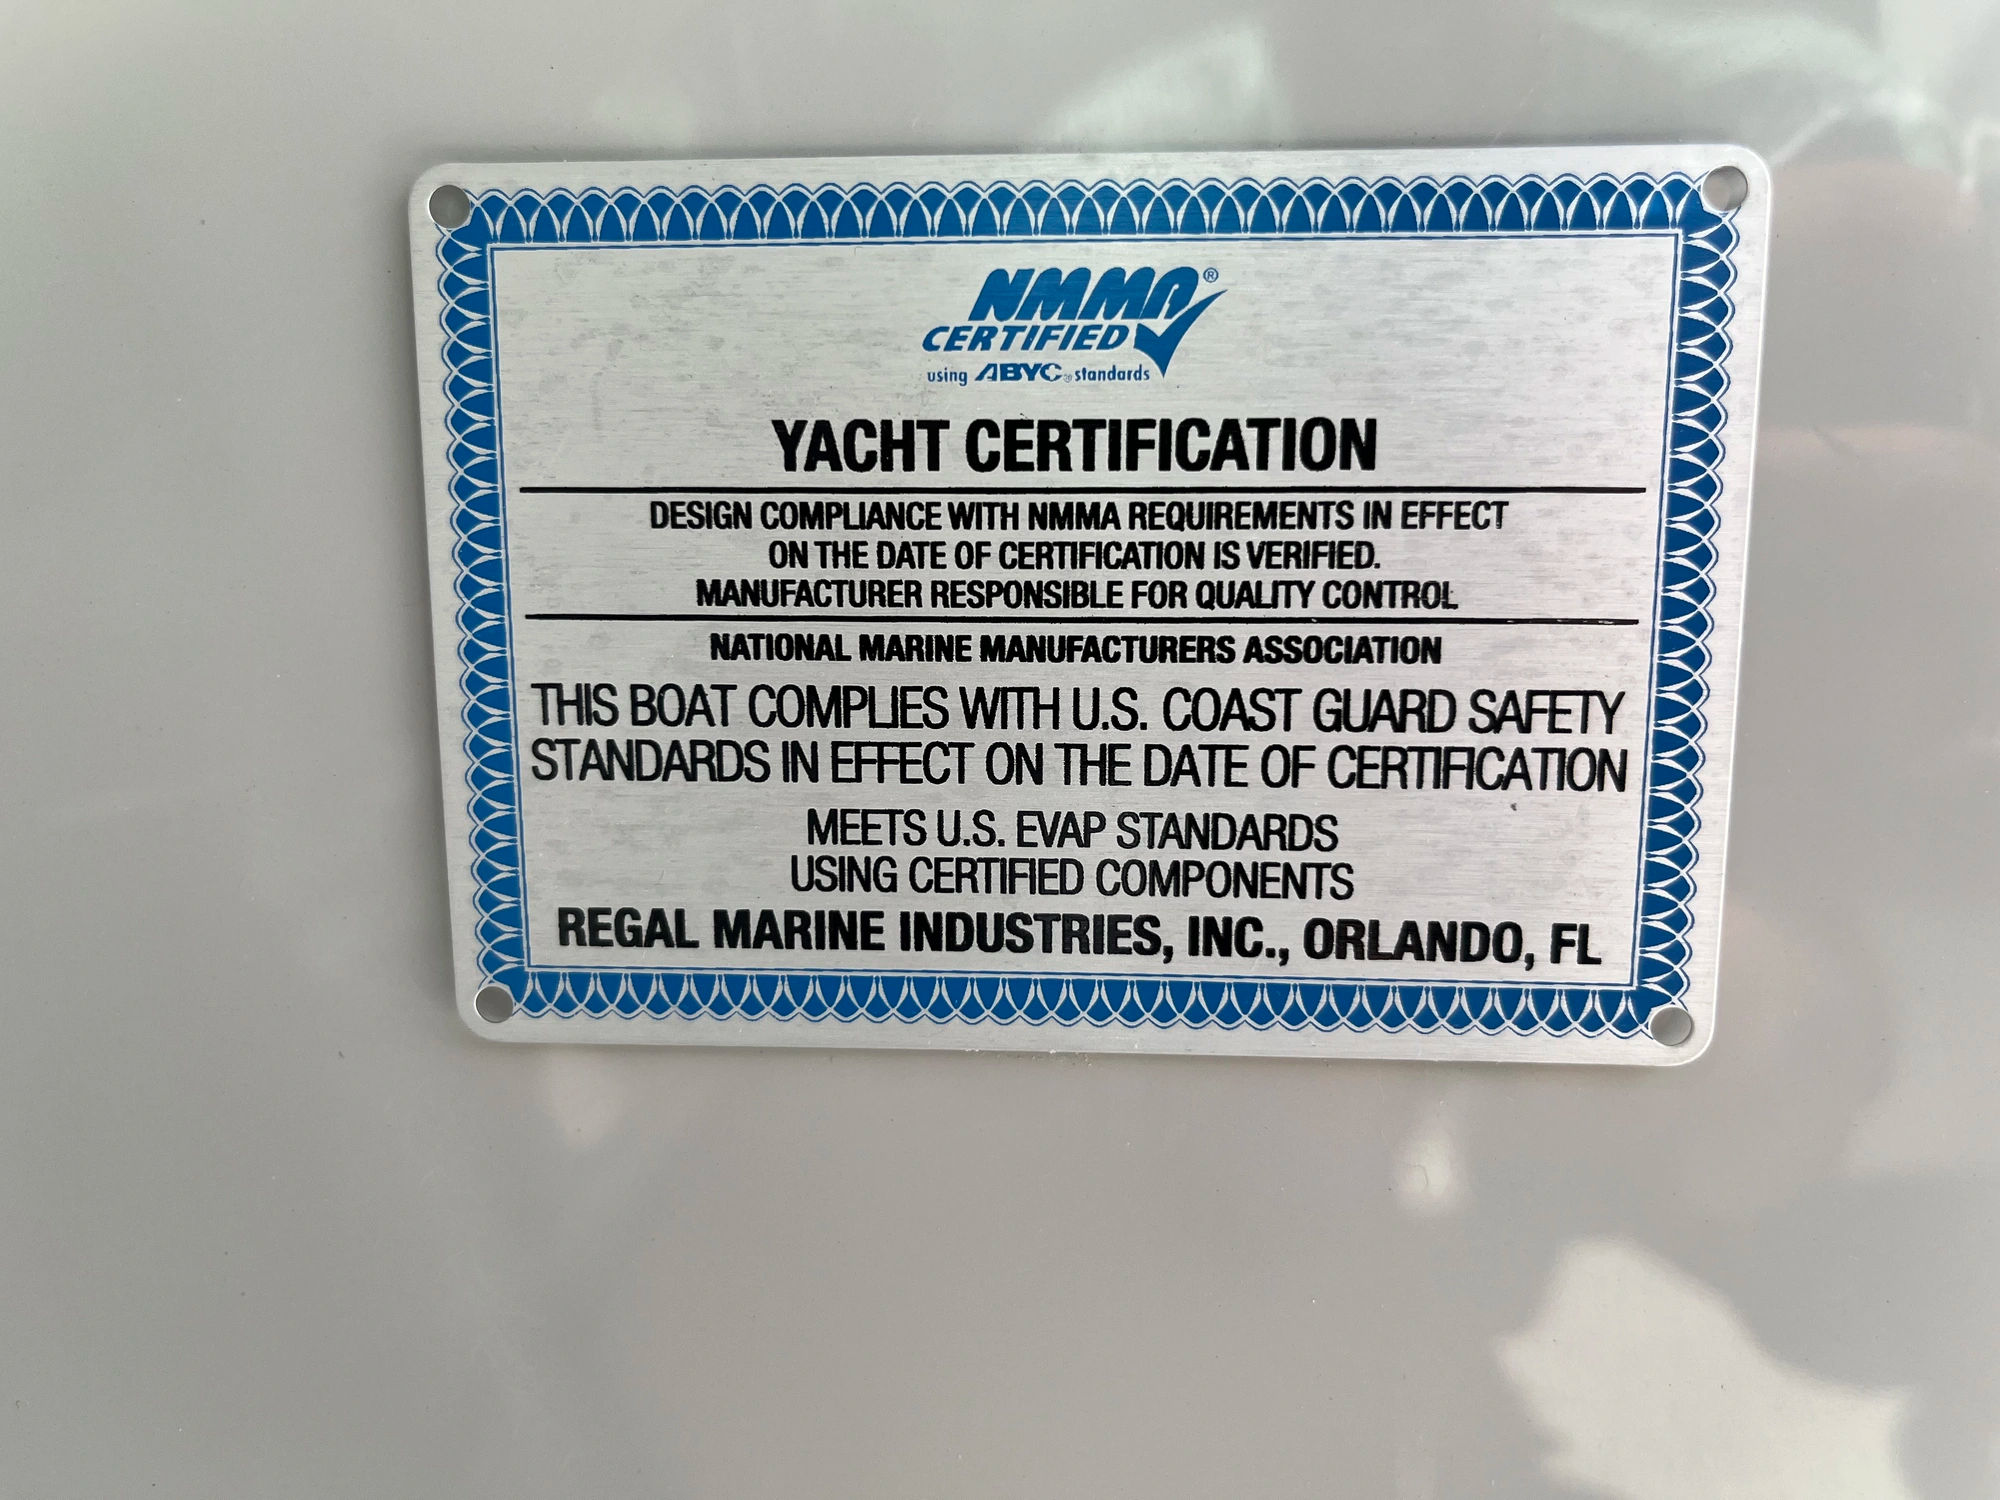 NMMA®
CERTIFIED
using ABYC® standards
YACHT CERTIFICATION
DESIGN COMPLIANCE WITH NMMA REQUIREMENTS IN EFFECT
ON THE DATE OF CERTIFICATION IS VERIFIED.
MANUFACTURER RESPONSIBLE FOR QUALITY CONTROL
NATIONAL MARINE MANUFACTURERS ASSOCIATION
THIS BOAT COMPLIES WITH U.S. COAST GUARD SAFETY
STANDARDS IN EFFECT ON THE DATE OF CERTIFICATION
MEETS U.S. EVAP STANDARDS
USING CERTIFIED COMPONENTS
REGAL MARINE INDUSTRIES, INC., ORLANDO, FL